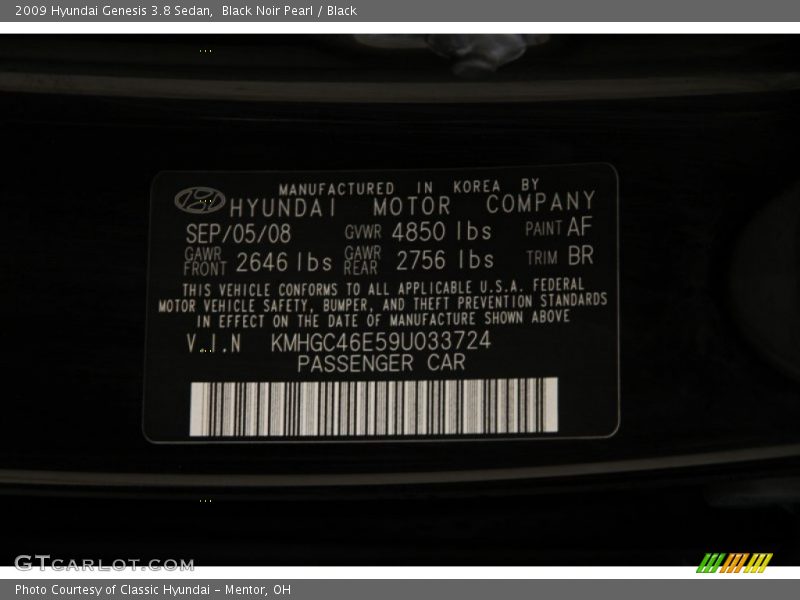 2009 Hyundai Genesis 3.8 Sedan, Black Noir Pearl / Black
MANUFACTURED IN KOREA BY
HYUNDAI MOTOR COMPANY
SEP/05/08 GVWR 4850 lbs PAINT AF
GAWR FRONT 2646 lbs GAWR REAR 2756 lbs TRIM BR
THIS VEHICLE CONFORMS TO ALL APPLICABLE U.S.A. FEDERAL
MOTOR VEHICLE SAFETY, BUMPER, AND THEFT PREVENTION STANDARDS
IN EFFECT ON THE DATE OF MANUFACTURE SHOWN ABOVE
V.I.N KMHGC46E59U033724
PASSENGER CAR
GTCARLOT.COM
Photo Courtesy of Classic Hyundai - Mentor, OH